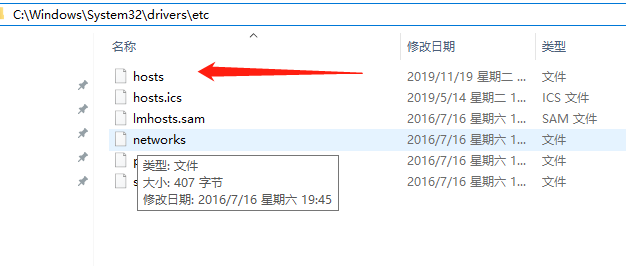 C:\Windows\System32\drivers\etc
名称 修改日期 类型
hosts 2019/11/19 星期二 ... 文件
hosts.ics 2019/5/14 星期二 1... ICS 文件
lmhosts.sam 2016/7/16 星期六 1... SAM 文件
networks 2016/7/16 星期六 1... 文件
p 2016/7/16 星期六 1... 文件
s 2016/7/16 星期六 1... 文件
类型: 文件
大小: 407 字节
修改日期: 2016/7/16 星期六 19:45